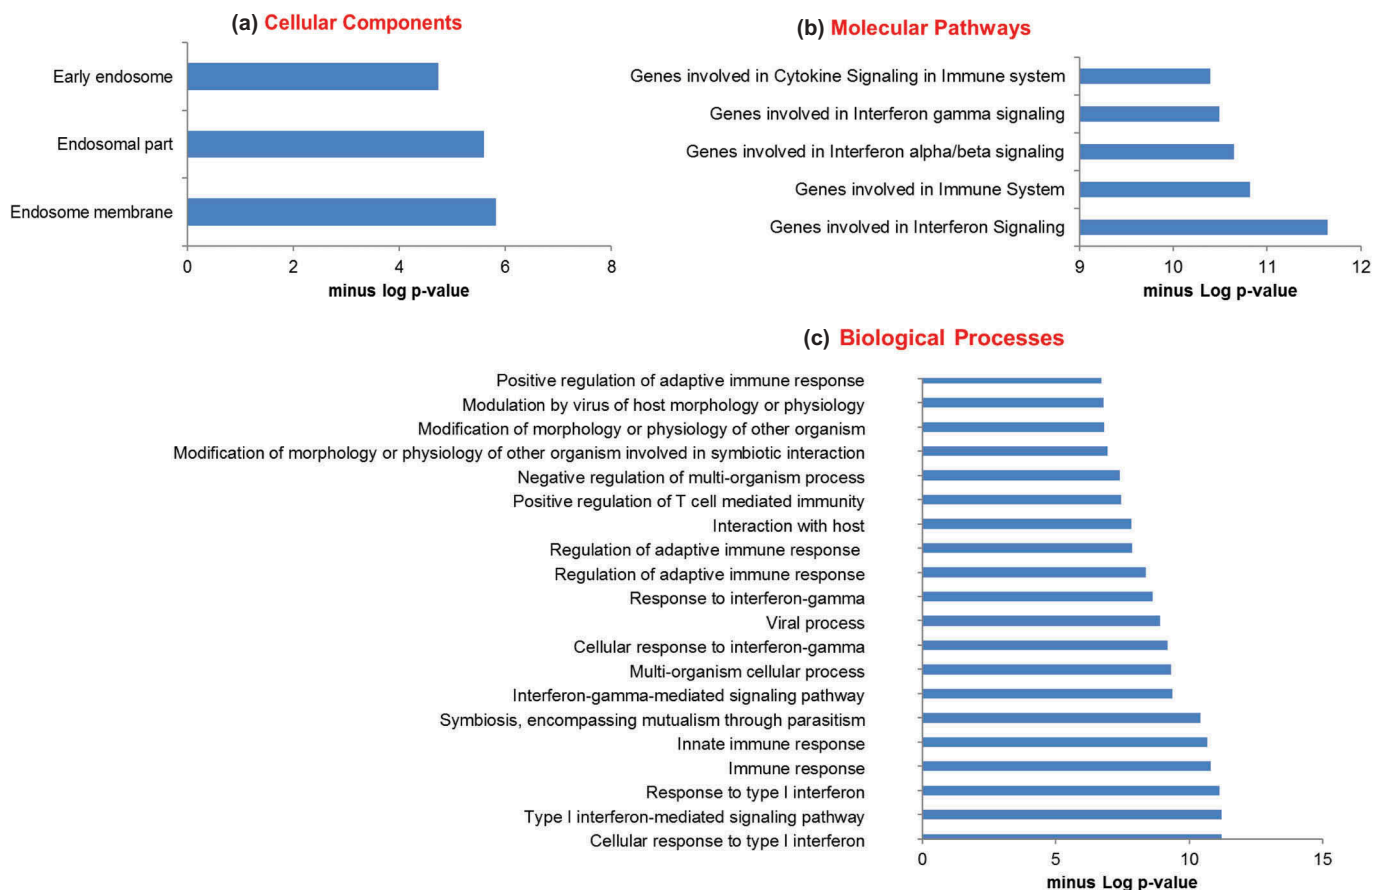 (a) Cellular Components
Early endosome
Endosomal part
Endosome membrane
0 2 4 6 8
minus log p-value
(b) Molecular Pathways
Genes involved in Cytokine Signaling in Immune system
Genes involved in Interferon gamma signaling
Genes involved in Interferon alpha/beta signaling
Genes involved in Immune System
Genes involved in Interferon Signaling
9 10 11 12
minus Log p-value
(c) Biological Processes
Positive regulation of adaptive immune response
Modulation by virus of host morphology or physiology
Modification of morphology or physiology of other organism
Modification of morphology or physiology of other organism involved in symbiotic interaction
Negative regulation of multi-organism process
Positive regulation of T cell mediated immunity
Interaction with host
Regulation of adaptive immune response
Regulation of adaptive immune response
Response to interferon-gamma
Viral process
Cellular response to interferon-gamma
Multi-organism cellular process
Interferon-gamma-mediated signaling pathway
Symbiosis, encompassing mutualism through parasitism
Innate immune response
Immune response
Response to type I interferon
Type I interferon-mediated signaling pathway
Cellular response to type I interferon
0 5 10 15
minus Log p-value